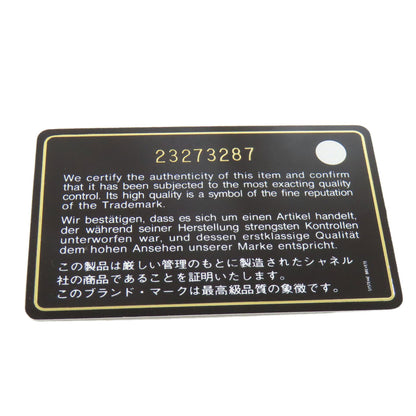 23273287
We certify the authenticity of this item and confirm
that it has been subjected to the most exacting quality
control. Its high quality is a symbol of the fine reputation
of the Trademark.
Wir bestätigen, dass es sich um einen Artikel handelt,
der während seiner Herstellung strengsten Kontrollen
unterworfen war, und dessen erstklassige Qualität
dem hohen Ansehen unserer Marke entspricht.
この製品は厳しい管理のもとに製造されたシャネル
社の商品であることを証明いたします。
このブランド・マークは最高級品質の象徴です。